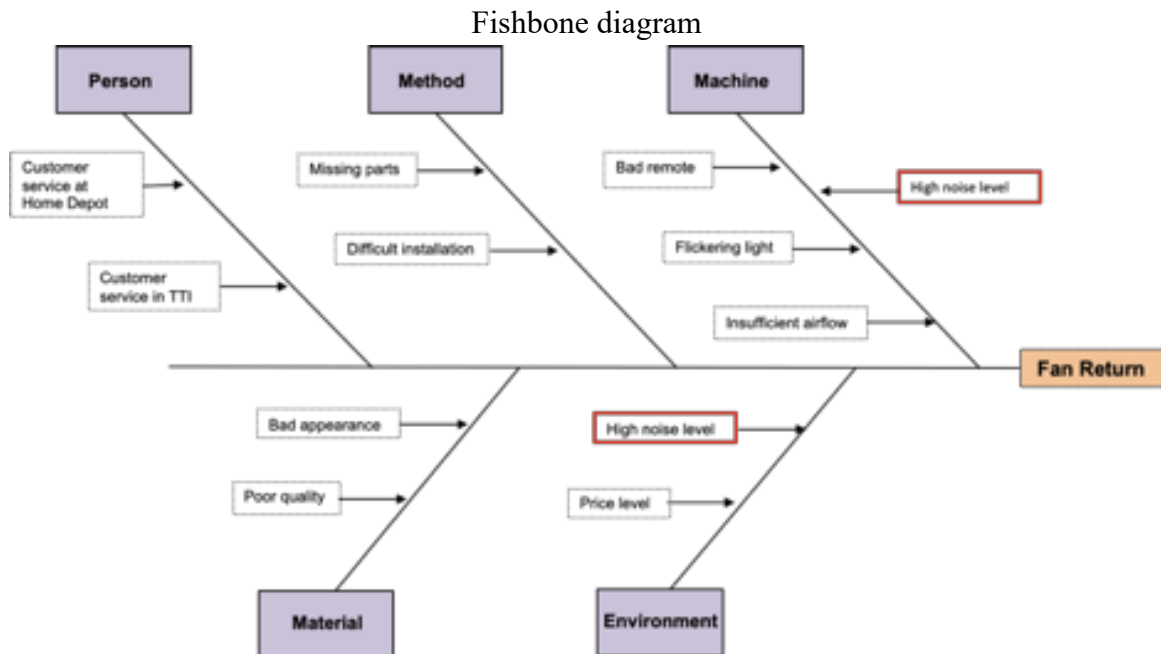 Fishbone diagram
Person
Method
Machine
Customer
service at
Home Depot
Missing parts
Bad remote
High noise level
Difficult installation
Flickering light
Customer
service in TTI
Insufficient airflow
Fan Return
Bad appearance
High noise level
Poor quality
Price level
Material
Environment